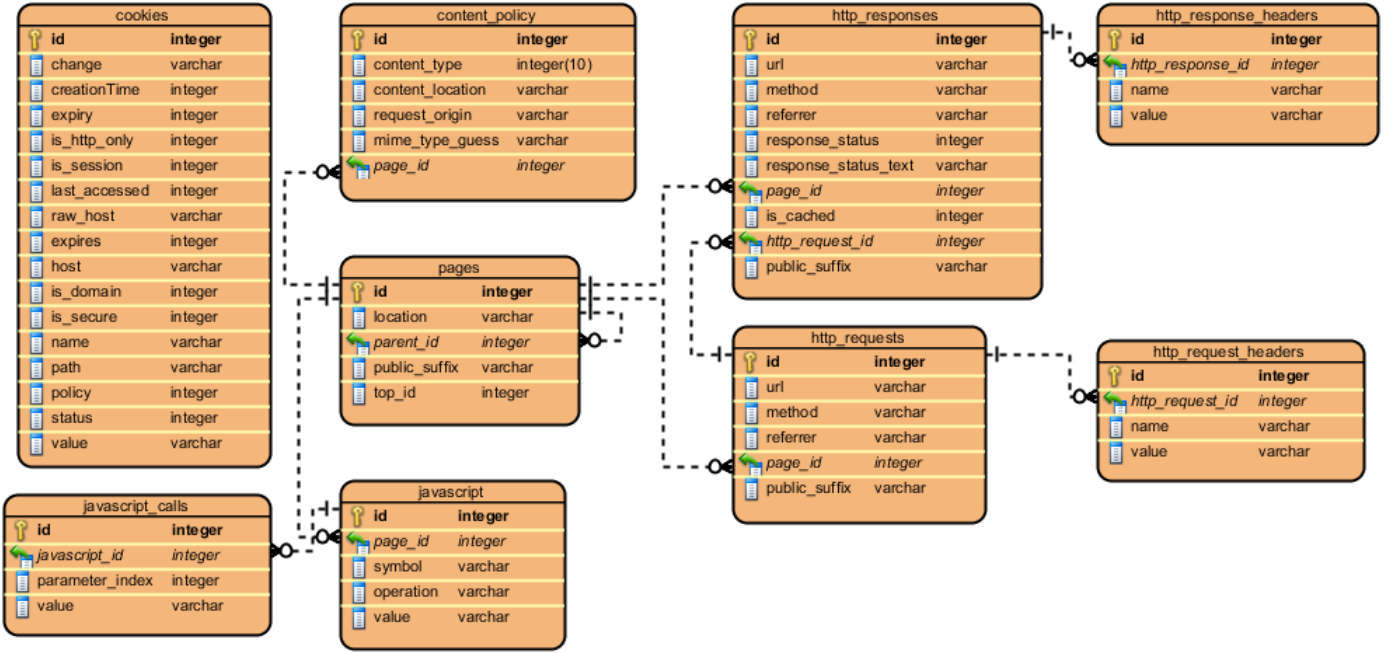 cookies
id integer
change varchar
creationTime integer
expiry integer
is_http_only integer
is_session integer
last_accessed integer
raw_host varchar
expires integer
host varchar
is_domain integer
is_secure integer
name varchar
path varchar
policy integer
status integer
value varchar
javascript_calls
id integer
javascript_id integer
parameter_index integer
value varchar
content_policy
id integer
content_type integer(10)
content_location varchar
request_origin varchar
mime_type_guess varchar
page_id integer
pages
id integer
location varchar
parent_id integer
public_suffix varchar
top_id integer
javascript
id integer
page_id integer
symbol varchar
operation varchar
value varchar
http_responses
id integer
url varchar
method varchar
referrer varchar
response_status integer
response_status_text varchar
page_id integer
is_cached integer
http_request_id integer
public_suffix varchar
http_requests
id integer
url varchar
method varchar
referrer varchar
page_id integer
public_suffix varchar
http_response_headers
id integer
http_response_id integer
name varchar
value varchar
http_request_headers
id integer
http_request_id integer
name varchar
value varchar